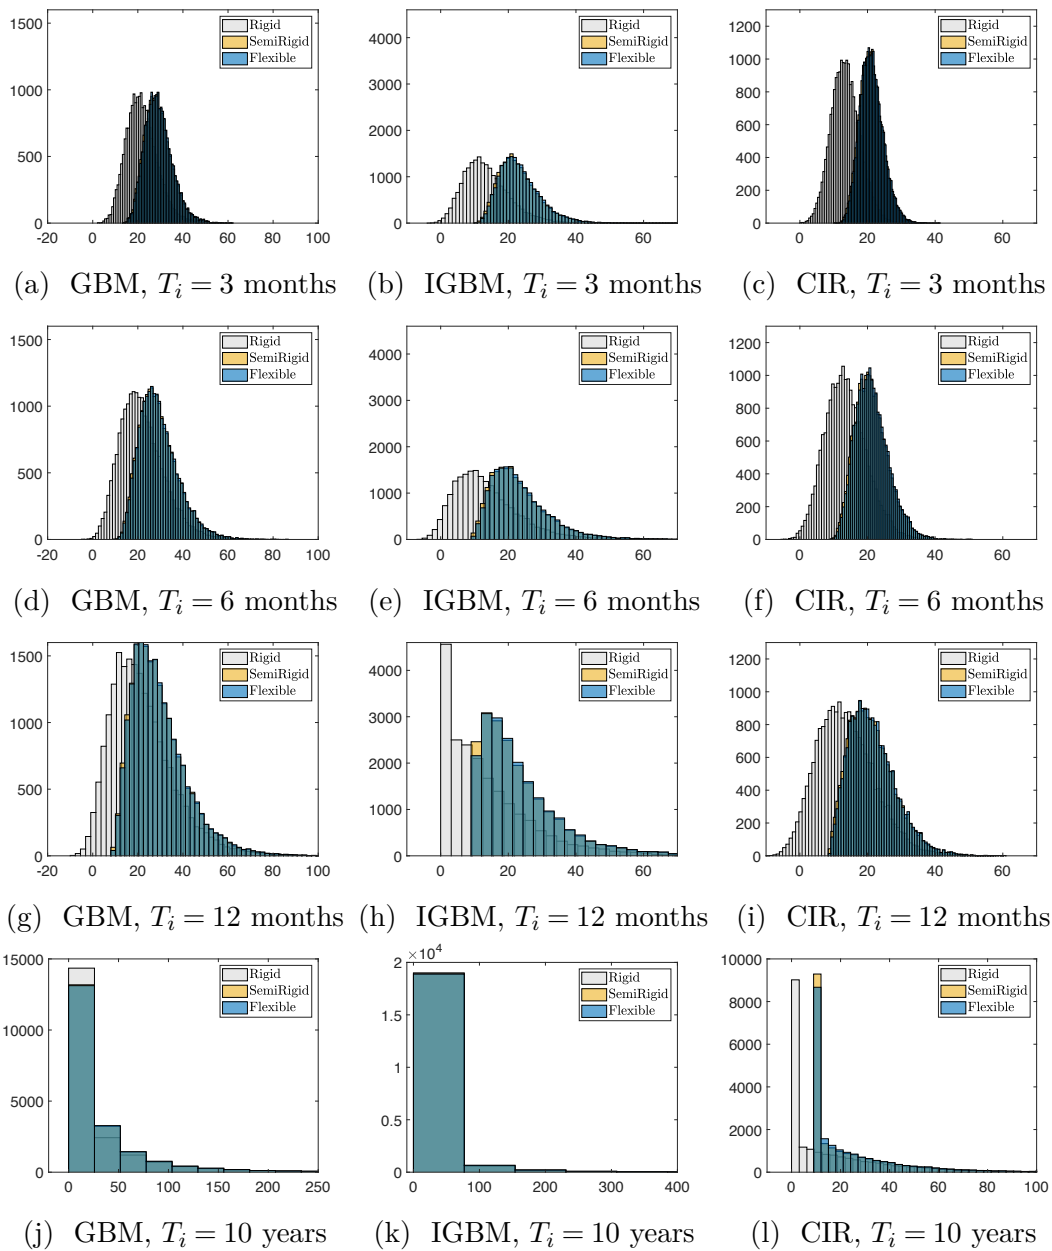 1500
1000
500
0
-20
0
20
40
60
80
100
Rigid
SemiRigid
Flexible
(a) GBM, T_i = 3 months
4000
3000
2000
1000
0
0
20
40
60
Rigid
SemiRigid
Flexible
(b) IGBM, T_i = 3 months
1200
1000
800
600
400
200
0
0
20
40
60
Rigid
SemiRigid
Flexible
(c) CIR, T_i = 3 months
1500
1000
500
0
-20
0
20
40
60
80
100
Rigid
SemiRigid
Flexible
(d) GBM, T_i = 6 months
4000
3000
2000
1000
0
0
20
40
60
Rigid
SemiRigid
Flexible
(e) IGBM, T_i = 6 months
1200
1000
800
600
400
200
0
0
20
40
60
Rigid
SemiRigid
Flexible
(f) CIR, T_i = 6 months
1500
1000
500
0
-20
0
20
40
60
80
100
Rigid
SemiRigid
Flexible
(g) GBM, T_i = 12 months
4000
3000
2000
1000
0
0
20
40
60
Rigid
SemiRigid
Flexible
(h) IGBM, T_i = 12 months
1200
1000
800
600
400
200
0
0
20
40
60
Rigid
SemiRigid
Flexible
(i) CIR, T_i = 12 months
15000
10000
5000
0
0
50
100
150
200
250
Rigid
SemiRigid
Flexible
(j) GBM, T_i = 10 years
×10⁴
2
1.5
1
0.5
0
0
100
200
300
400
Rigid
SemiRigid
Flexible
(k) IGBM, T_i = 10 years
10000
8000
6000
4000
2000
0
0
20
40
60
80
100
Rigid
SemiRigid
Flexible
(l) CIR, T_i = 10 years